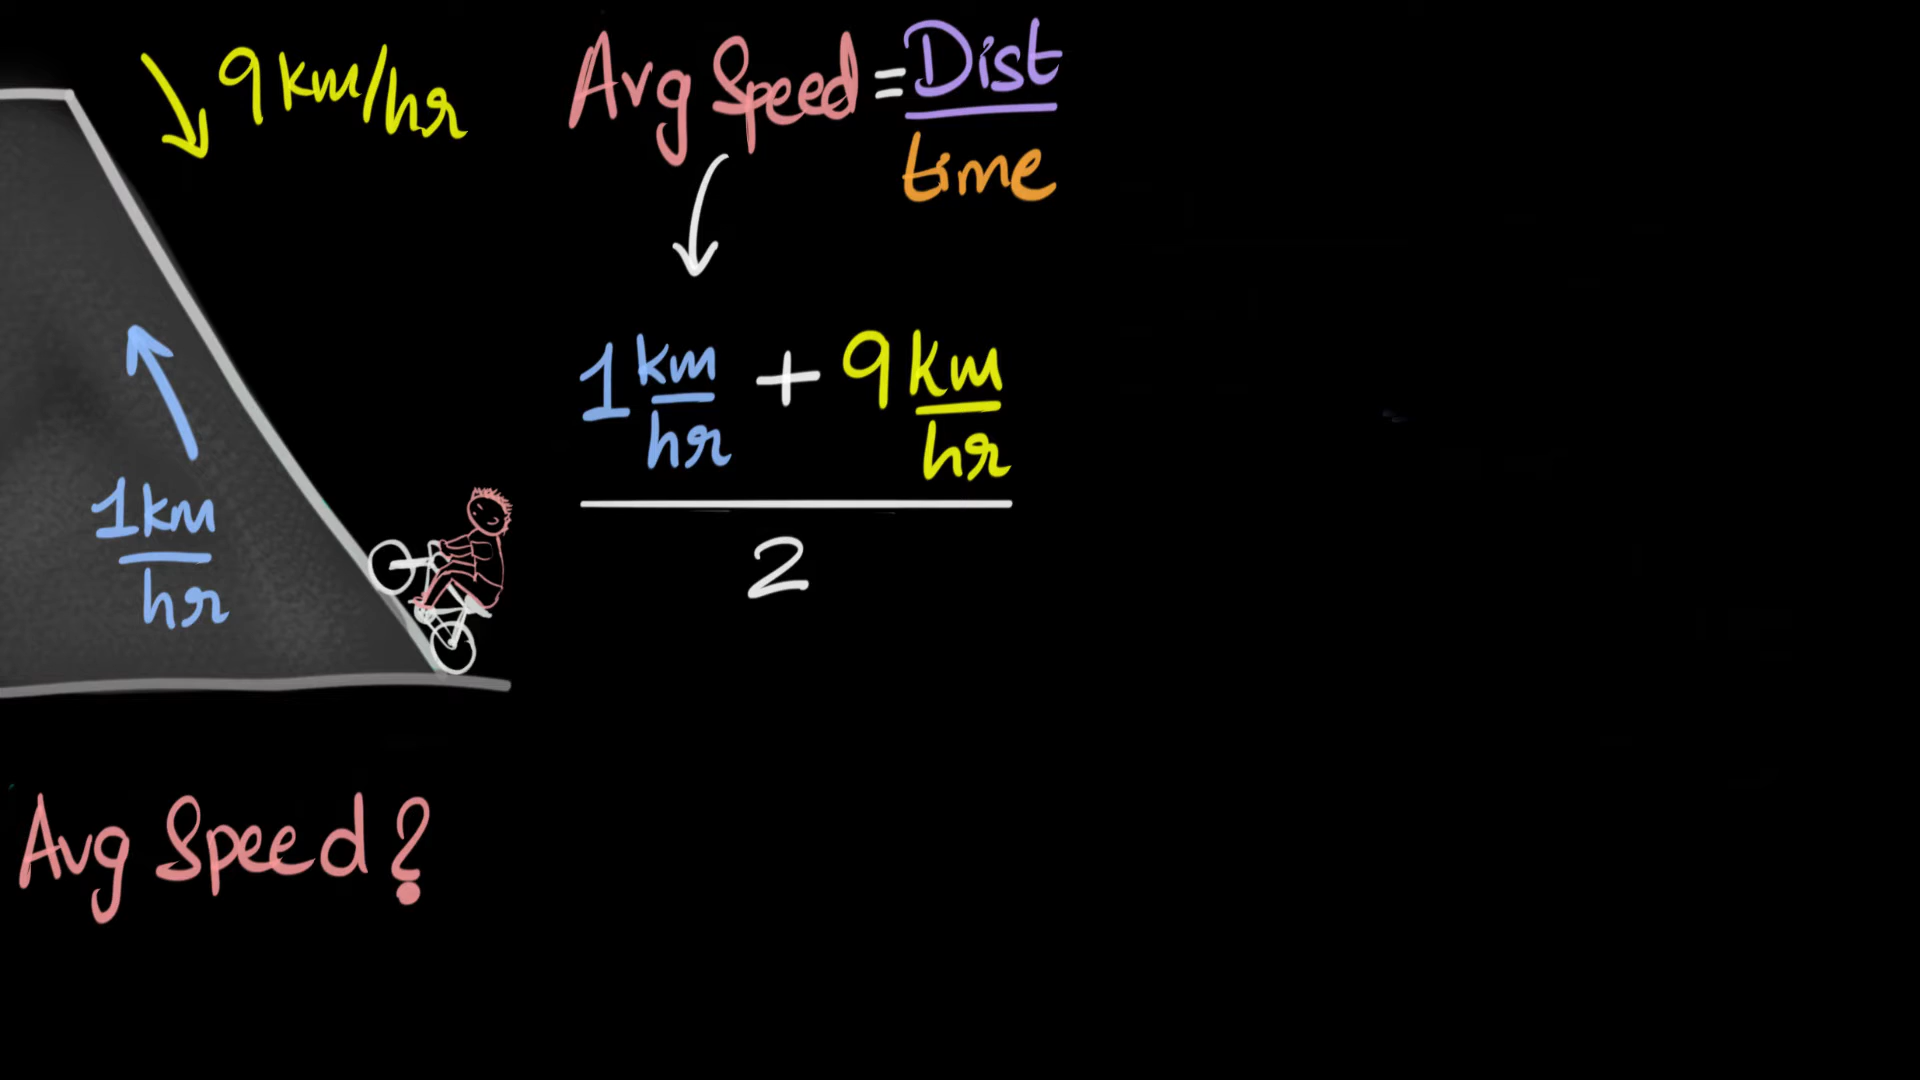 9 km/hr
1 km
hr
Avg Speed?
Avg Speed = Dist
time
1 km + 9 km
hr hr
2